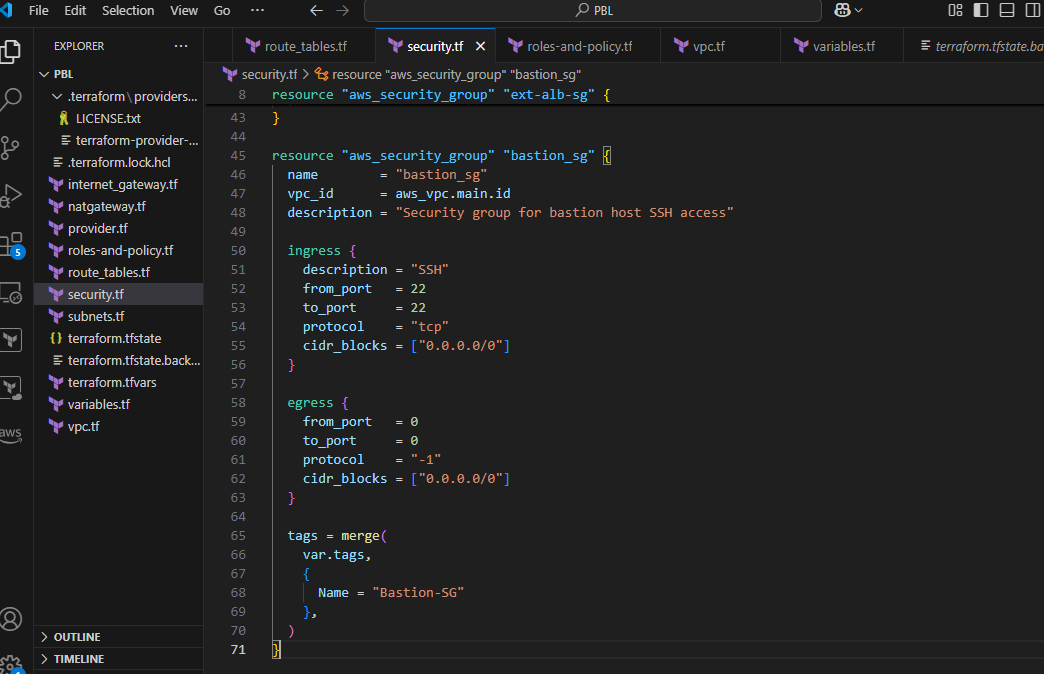 File Edit Selection View Go ··· PBL
EXPLORER ···
PBL
.terraform\providers...
LICENSE.txt
terraform-provider-...
.terraform.lock.hcl
internet_gateway.tf
natgateway.tf
provider.tf
roles-and-policy.tf
route_tables.tf
security.tf
subnets.tf
terraform.tfstate
terraform.tfstate.back...
terraform.tfvars
variables.tf
vpc.tf
OUTLINE
TIMELINE
5
aws
1
route_tables.tf security.tf roles-and-policy.tf vpc.tf variables.tf terraform.tfstate.ba
security.tf > resource "aws_security_group" "bastion_sg"
8 resource "aws_security_group" "ext-alb-sg" {
43 }
44
45 resource "aws_security_group" "bastion_sg" {
46 name = "bastion_sg"
47 vpc_id = aws_vpc.main.id
48 description = "Security group for bastion host SSH access"
49
50 ingress {
51 description = "SSH"
52 from_port = 22
53 to_port = 22
54 protocol = "tcp"
55 cidr_blocks = ["0.0.0.0/0"]
56 }
57
58 egress {
59 from_port = 0
60 to_port = 0
61 protocol = "-1"
62 cidr_blocks = ["0.0.0.0/0"]
63 }
64
65 tags = merge(
66 var.tags,
67 {
68 Name = "Bastion-SG"
69 },
70 )
71 }